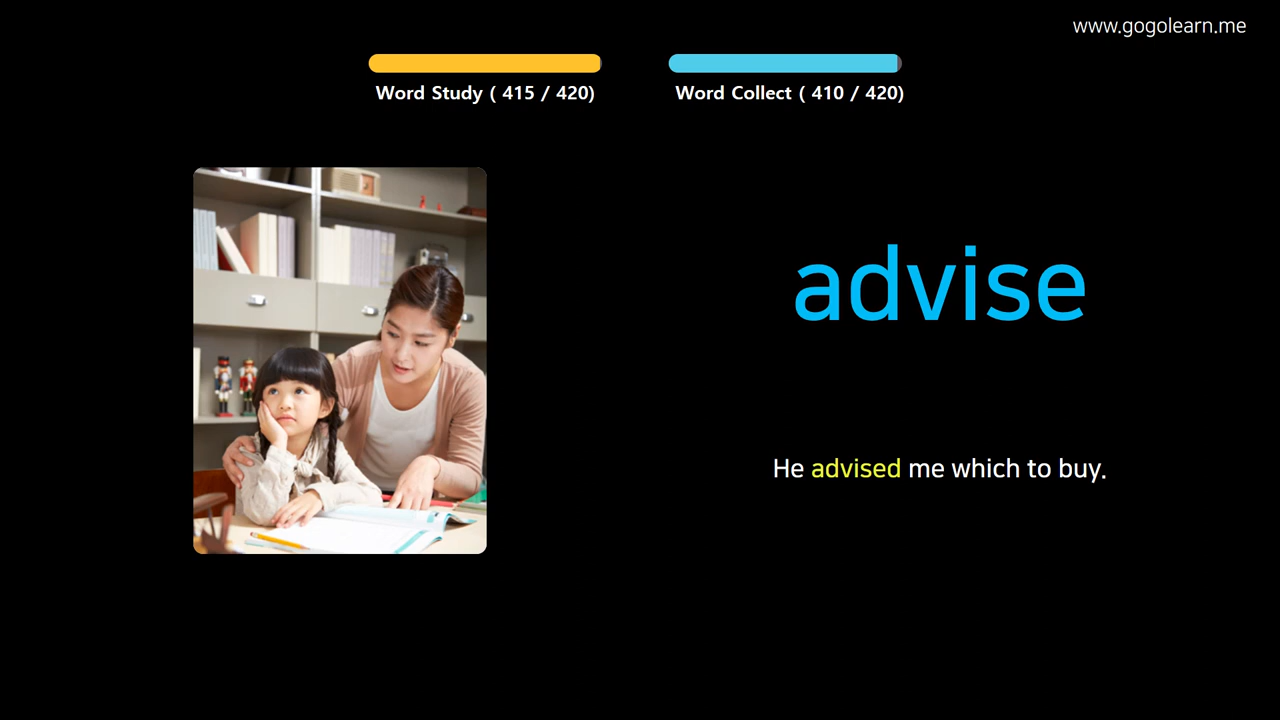 www.gogolearn.me
Word Study ( 415 / 420)
Word Collect ( 410 / 420)
advise
He advised me which to buy.